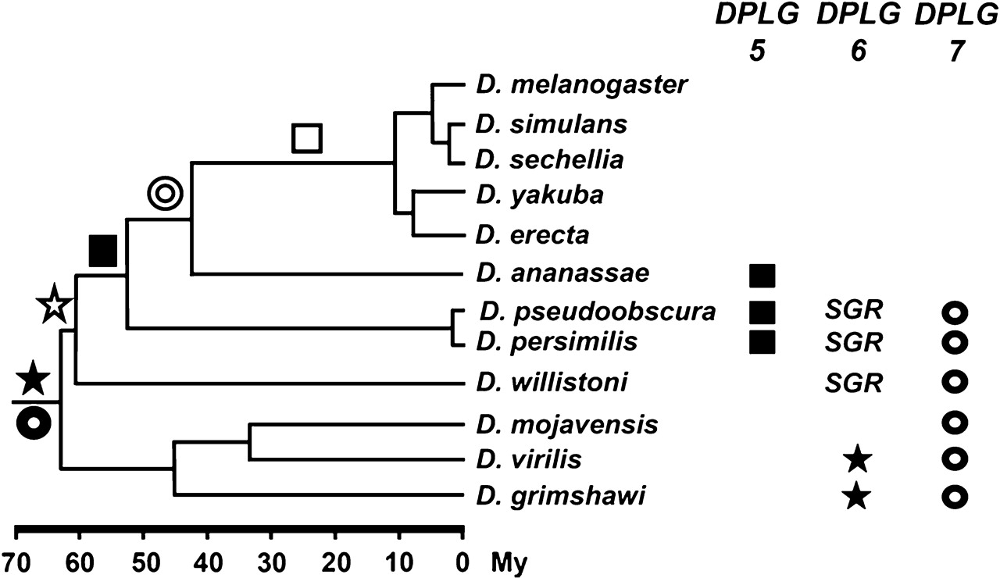 DPLG DPLG DPLG
5 6 7
D. melanogaster
D. simulans
D. sechellia
D. yakuba
D. erecta
D. ananassae
D. pseudoobscura SGR
D. persimilis SGR
D. willistoni SGR
D. mojavensis
D. virilis
D. grimshawi
70 60 50 40 30 20 10 0 My